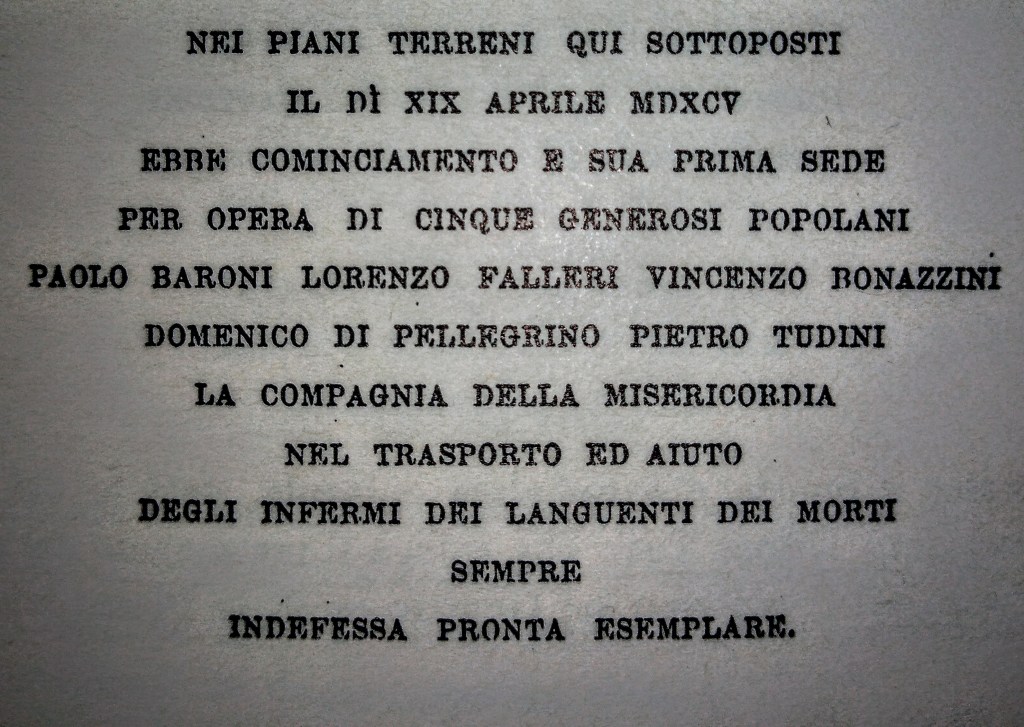 NEI PIANI TERRENI QUI SOTTOPOSTI
IL DÌ XIX APRILE MDXCV
EBBE COMINCIAMENTO E SUA PRIMA SEDE
PER OPERA DI CINQUE GENEROSI POPOLANI
PAOLO BARONI LORENZO FALLERI VINCENZO BONAZZINI
DOMENICO DI PELLEGRINO PIETRO TUDINI
LA COMPAGNIA DELLA MISERICORDIA
NEL TRASPORTO ED AIUTO
DEGLI INFERMI DEI LANGUENTI DEI MORTI
SEMPRE
INDEFESSA PRONTA ESEMPLARE.